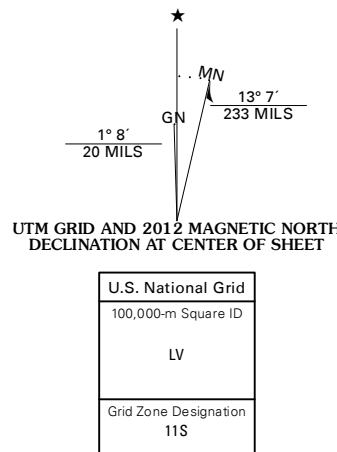 ★
MN
GN
13° 7´
233 MILS
1° 8´
20 MILS
UTM GRID AND 2012 MAGNETIC NORTH
DECLINATION AT CENTER OF SHEET
U.S. National Grid
100,000-m Square ID
LV
Grid Zone Designation
11S